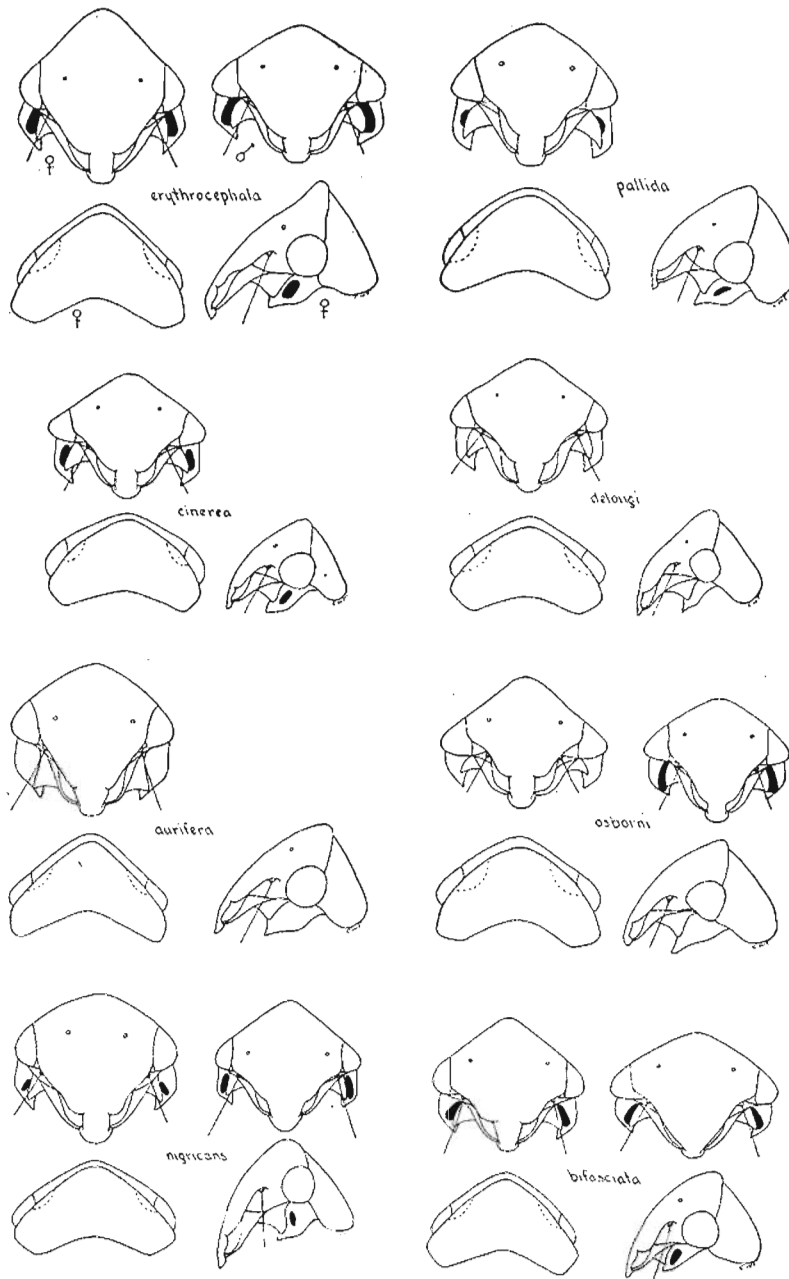 ♀
♂
erythrocephala
pallida
♀
♀
cinerea
delongi
aurifera
osborni
nigricans
bifasciata